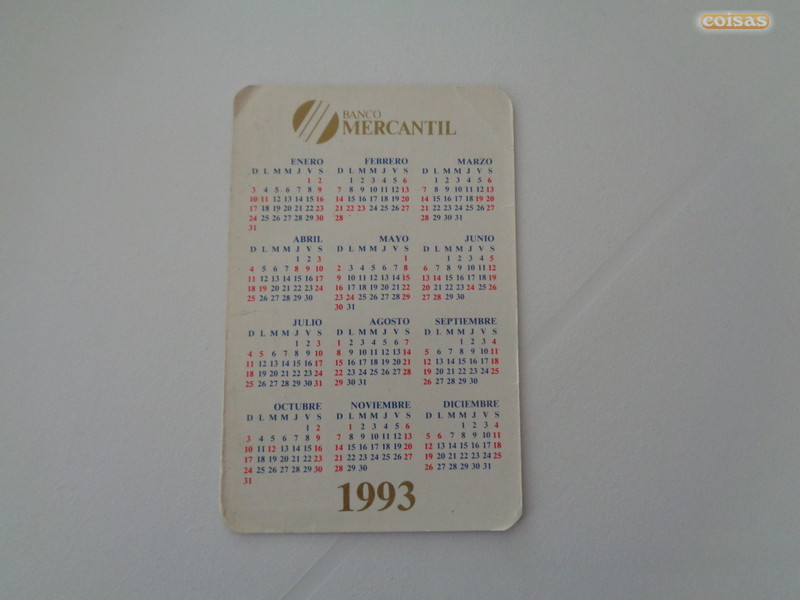 coisas
BANCO
MERCANTIL
ENERO FEBRERO MARZO
D L M M J V S D L M M J V S D L M M J V S
1 2 1 2 3 4 5 6 1 2 3 4 5 6
3 4 5 6 7 8 9 7 8 9 10 11 12 13 7 8 9 10 11 12 13
10 11 12 13 14 15 16 14 15 16 17 18 19 20 14 15 16 17 18 19 20
17 18 19 20 21 22 23 21 22 23 24 25 26 27 21 22 23 24 25 26 27
24 25 26 27 28 29 30 28 28 29 30 31
31
ABRIL MAYO JUNIO
D L M M J V S D L M M J V S D L M M J V S
1 2 3 1 1 2 3 4 5
4 5 6 7 8 9 10 2 3 4 5 6 7 8 6 7 8 9 10 11 12
11 12 13 14 15 16 17 9 10 11 12 13 14 15 13 14 15 16 17 18 19
18 19 20 21 22 23 24 16 17 18 19 20 21 22 20 21 22 23 24 25 26
25 26 27 28 29 30 23 24 25 26 27 28 29 27 28 29 30
30 31
JULIO AGOSTO SEPTIEMBRE
D L M M J V S D L M M J V S D L M M J V S
1 2 3 1 2 3 4 5 6 7 1 2 3 4
4 5 6 7 8 9 10 8 9 10 11 12 13 14 5 6 7 8 9 10 11
11 12 13 14 15 16 17 15 16 17 18 19 20 21 12 13 14 15 16 17 18
18 19 20 21 22 23 24 22 23 24 25 26 27 28 19 20 21 22 23 24 25
25 26 27 28 29 30 31 29 30 31 26 27 28 29 30
OCTUBRE NOVIEMBRE DICIEMBRE
D L M M J V S D L M M J V S D L M M J V S
1 2 1 2 3 4 5 6 1 2 3 4
3 4 5 6 7 8 9 7 8 9 10 11 12 13 5 6 7 8 9 10 11
10 11 12 13 14 15 16 14 15 16 17 18 19 20 12 13 14 15 16 17 18
17 18 19 20 21 22 23 21 22 23 24 25 26 27 19 20 21 22 23 24 25
24 25 26 27 28 29 30 28 29 30 26 27 28 29 30 31
31
1993